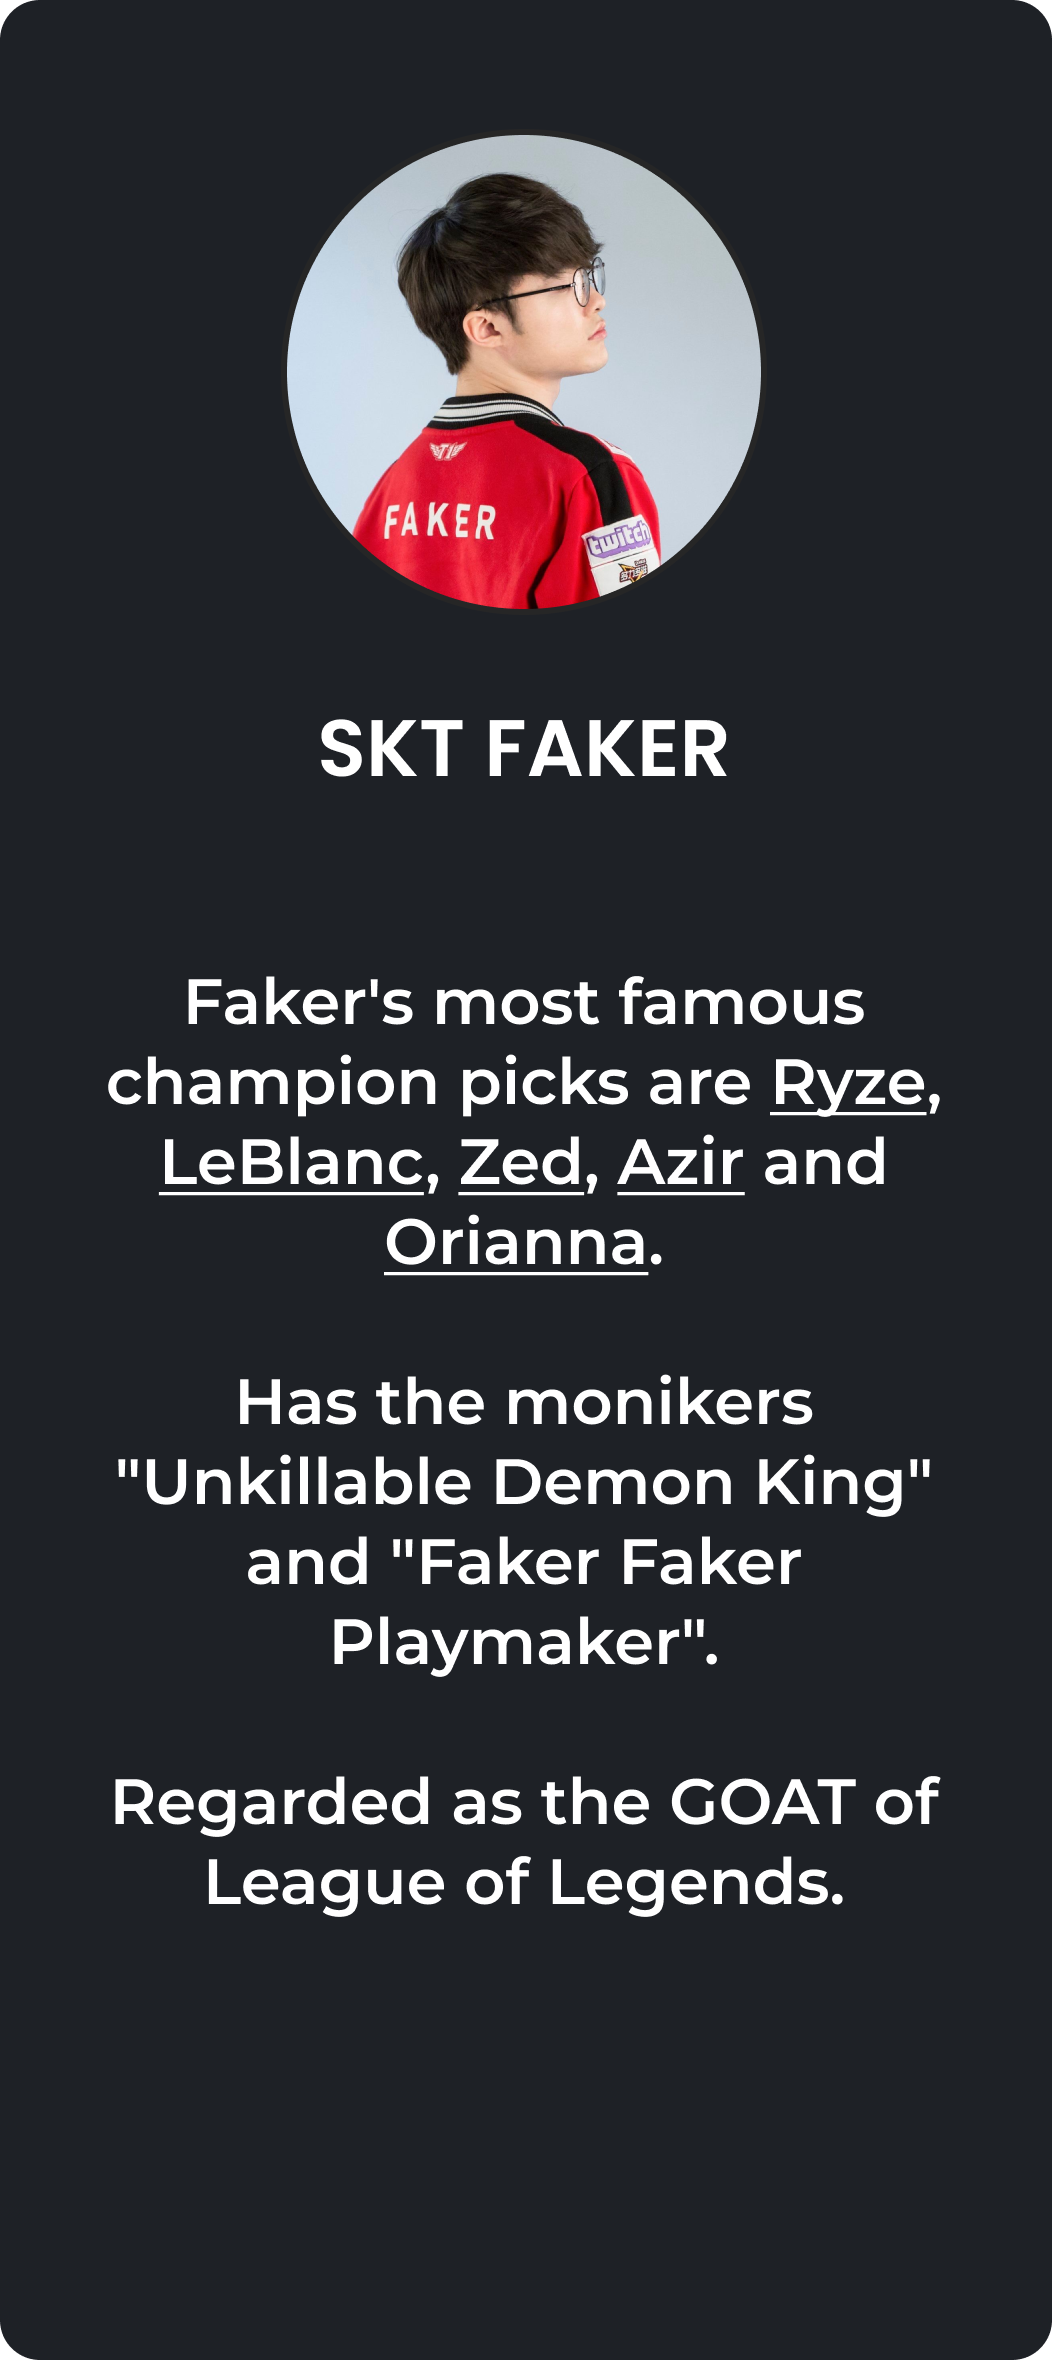 T1
FAKER
twitch
SKT FAKER
Faker's most famous
champion picks are Ryze,
LeBlanc, Zed, Azir and
Orianna.
Has the monikers
"Unkillable Demon King"
and "Faker Faker
Playmaker".
Regarded as the GOAT of
League of Legends.